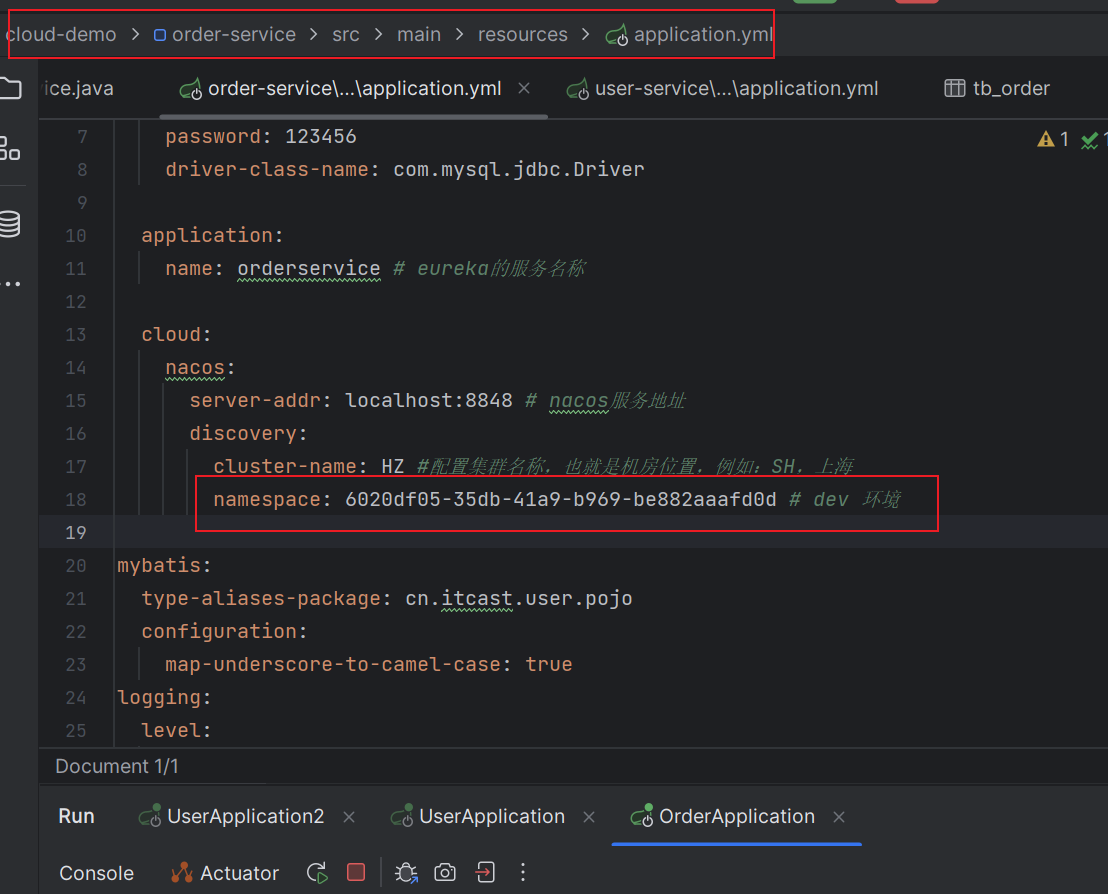 cloud-demo > order-service > src > main > resources > application.yml
ice.java order-service\...\application.yml user-service\...\application.yml tb_order
7 password: 123456
1 1
8 driver-class-name: com.mysql.jdbc.Driver
9
10 application:
11 name: orderservice # eureka的服务名称
12
13 cloud:
14 nacos:
15 server-addr: localhost:8848 # nacos服务地址
16 discovery:
17 cluster-name: HZ #配置集群名称，也就是机房位置，例如：SH，上海
18 namespace: 6020df05-35db-41a9-b969-be882aaafd0d # dev 环境
19
20 mybatis:
21 type-aliases-package: cn.itcast.user.pojo
22 configuration:
23 map-underscore-to-camel-case: true
24 logging:
25 level:
Document 1/1
Run UserApplication2 UserApplication OrderApplication
Console Actuator